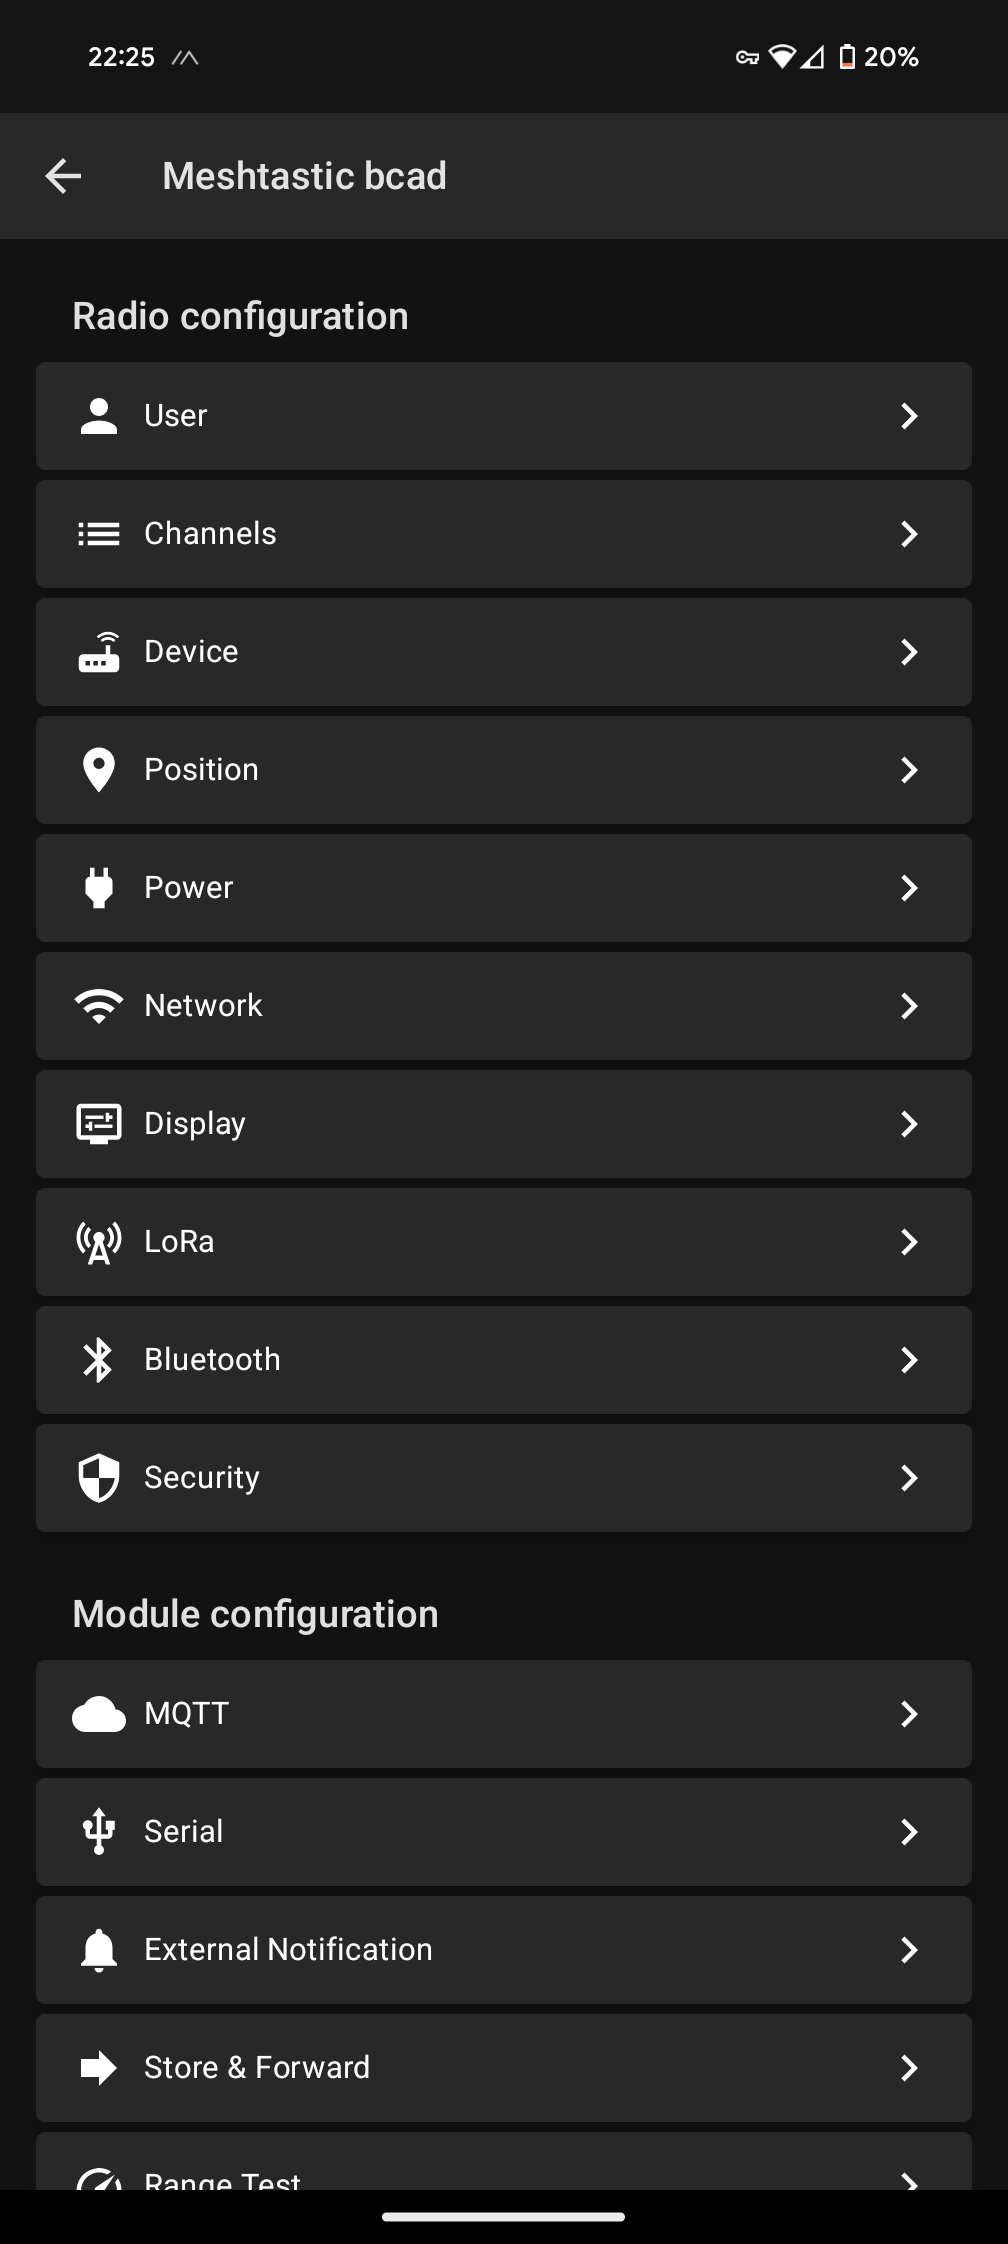 22:25
20%
Meshtastic bcad
Radio configuration
User
Channels
Device
Position
Power
Network
Display
LoRa
Bluetooth
Security
Module configuration
MQTT
Serial
External Notification
Store & Forward
Range Test